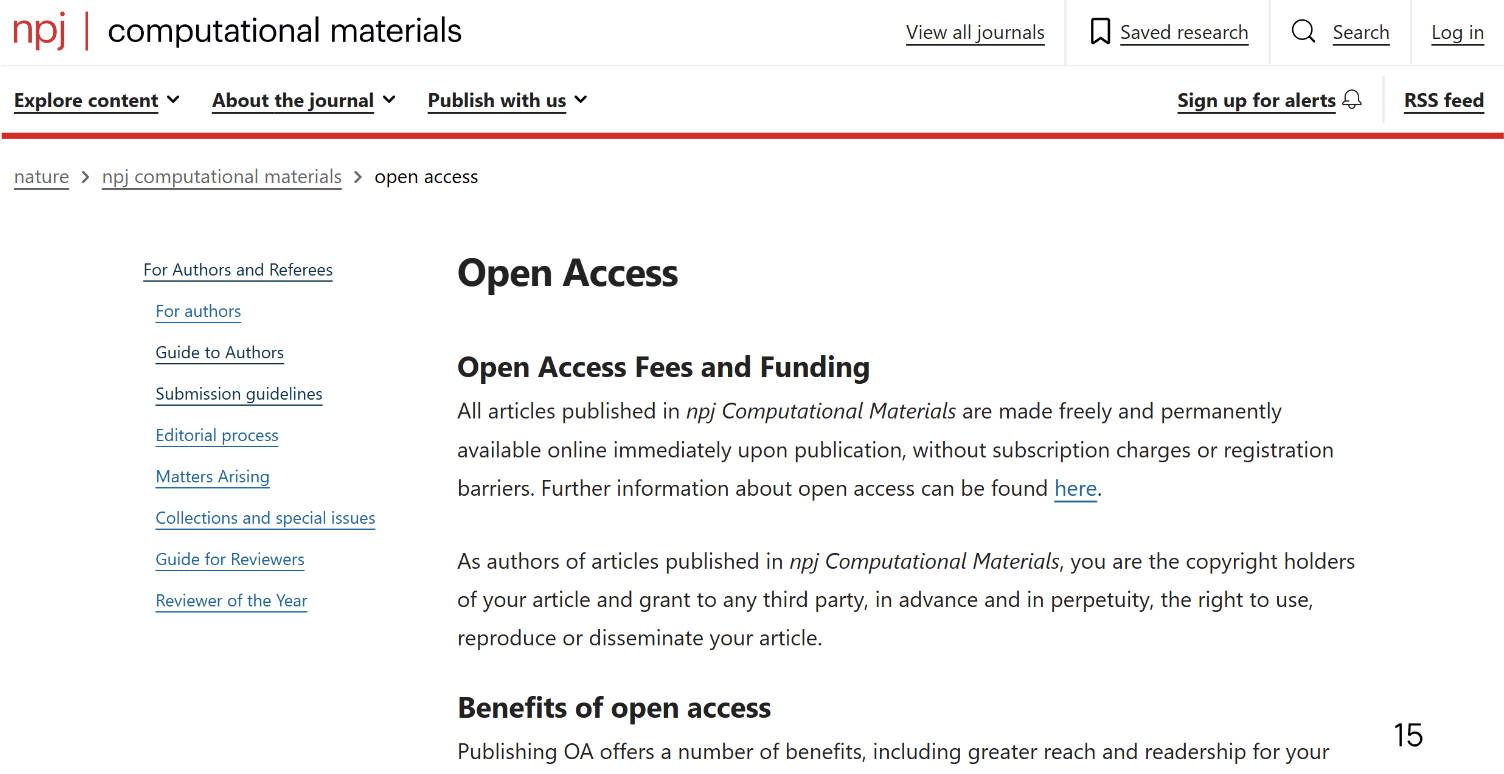 npj | computational materials
View all journals
Saved research
Search
Log in
Explore content
About the journal
Publish with us
Sign up for alerts
RSS feed
nature > npj computational materials > open access
For Authors and Referees
For authors
Guide to Authors
Submission guidelines
Editorial process
Matters Arising
Collections and special issues
Guide for Reviewers
Reviewer of the Year
Open Access
Open Access Fees and Funding
All articles published in npj Computational Materials are made freely and permanently
available online immediately upon publication, without subscription charges or registration
barriers. Further information about open access can be found here.
As authors of articles published in npj Computational Materials, you are the copyright holders
of your article and grant to any third party, in advance and in perpetuity, the right to use,
reproduce or disseminate your article.
Benefits of open access
Publishing OA offers a number of benefits, including greater reach and readership for your
15